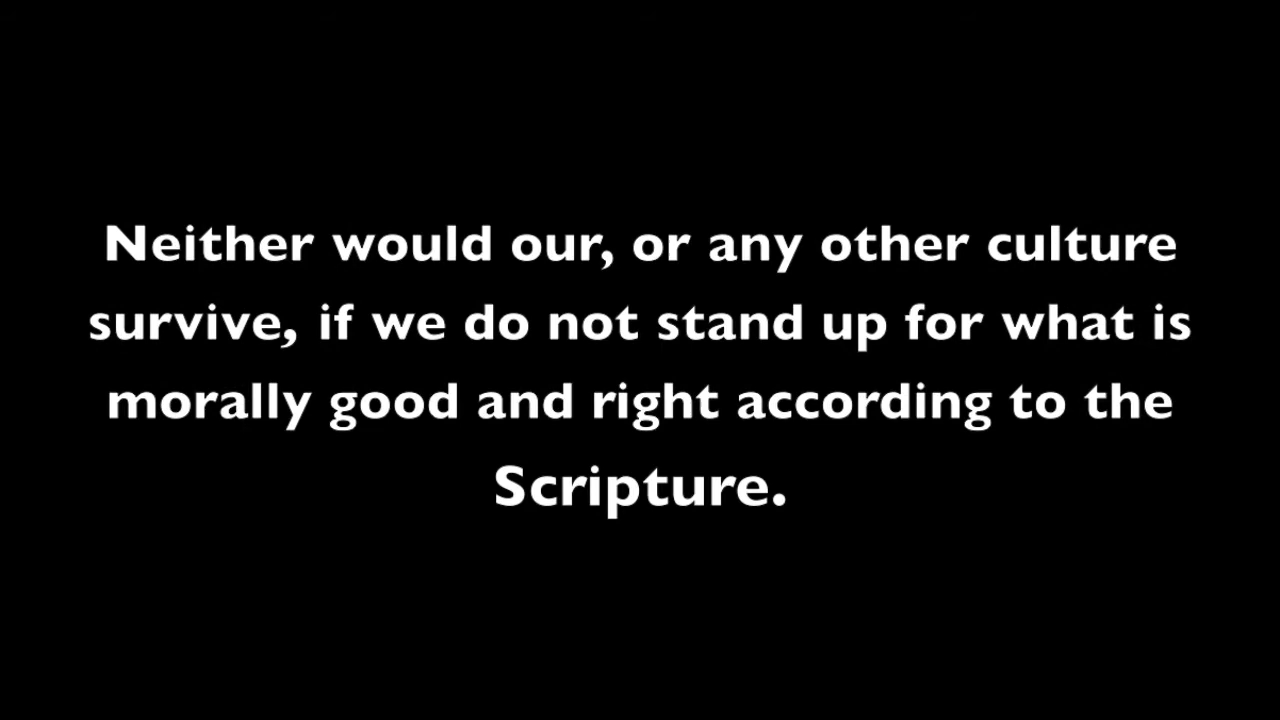 Neither would our, or any other culture
survive, if we do not stand up for what is
morally good and right according to the
Scripture.